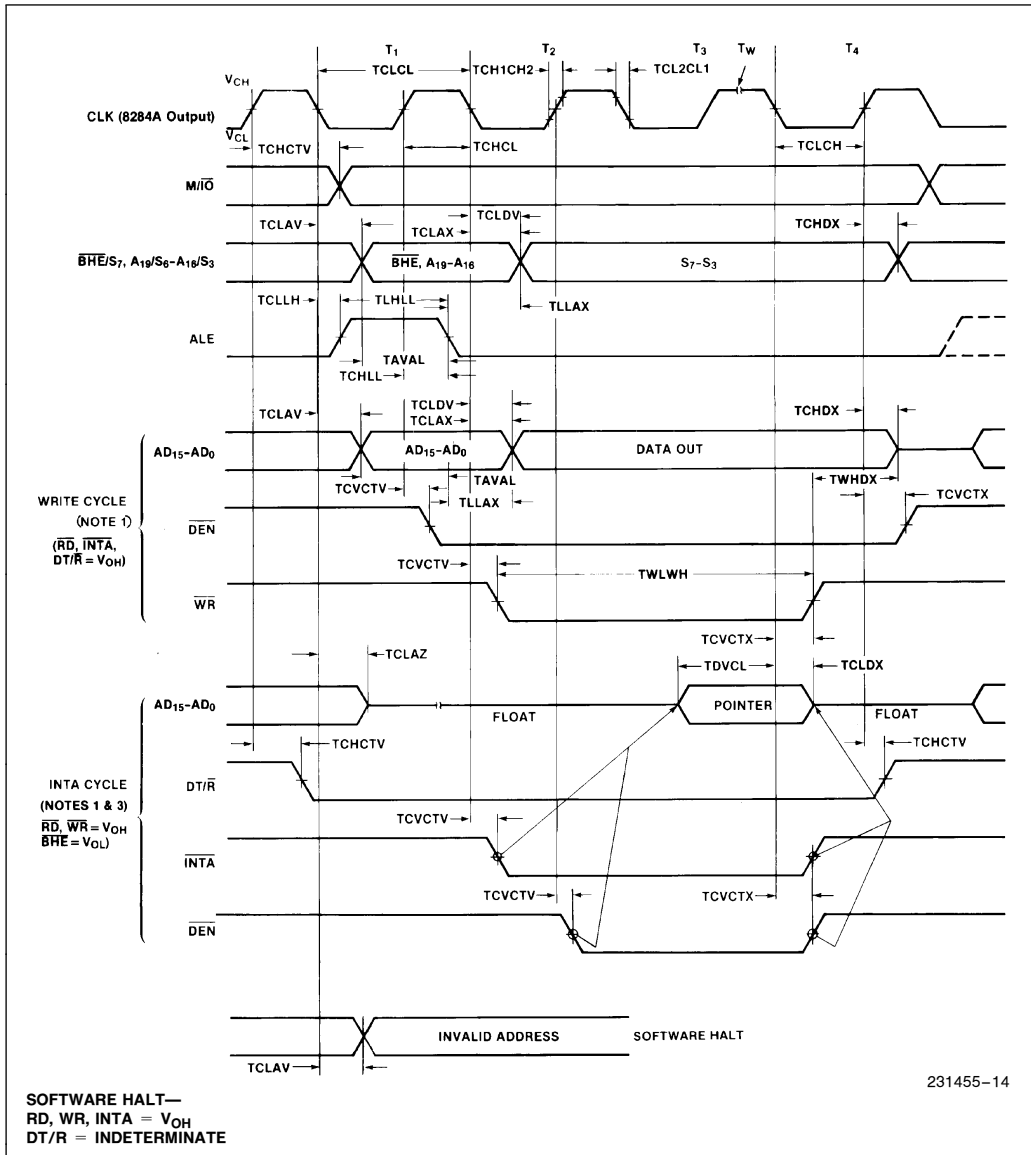 T1 T2 T3 TW T4
TCLCL TCH1CH2 TCL2CL1
VCH
CLK (8284A Output)
VCL
TCHCTV TCHCL TCLCH
M/IO
TCLDV
TCLAV TCLAX TCHDX
BHE/S7, A19/S6-A16/S3 BHE, A19-A16 S7-S3
TCLLH TLHLL TLLAX
ALE
TAVAL
TCHLL
TCLDV
TCLAV TCLAX TCHDX
AD15-AD0 AD15-AD0 DATA OUT
TAVAL TWHDX
TCVCTV TCVCTX
TLLAX
WRITE CYCLE
(NOTE 1)
(RD, INTA,
DT/R = VOH)
DEN
TCVCTV TWLWH
WR
TCVCTX
TCLAZ TDVCL TCLDX
AD15-AD0 FLOAT POINTER FLOAT
TCHCTV TCHCTV
DT/R
INTA CYCLE
(NOTES 1 & 3)
RD, WR = VOH
BHE = VOL)
TCVCTV
INTA
TCVCTV TCVCTX
DEN
INVALID ADDRESS SOFTWARE HALT
TCLAV
231455–14
SOFTWARE HALT—
RD, WR, INTA = VOH
DT/R = INDETERMINATE